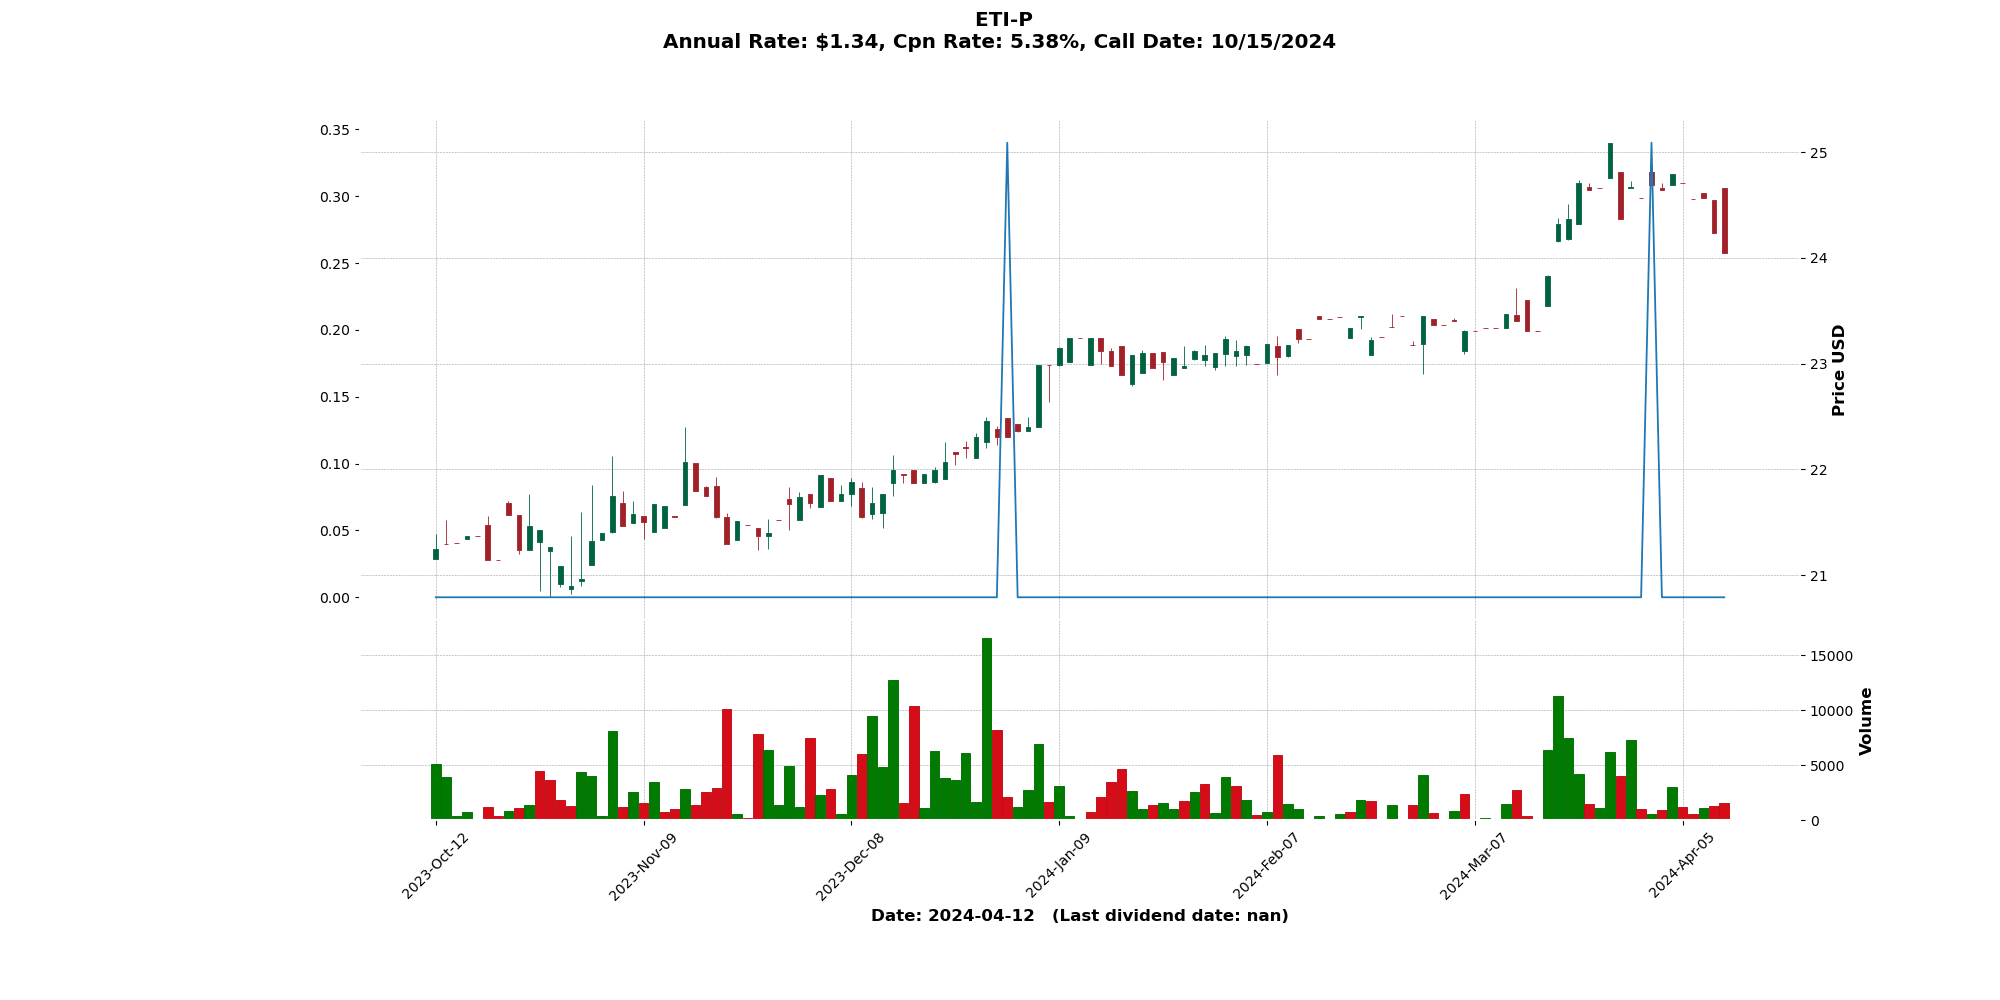 ETI-P
Annual Rate: $1.34, Cpn Rate: 5.38%, Call Date: 10/15/2024
0.35
0.30
0.25
0.20
0.15
0.10
0.05
0.00
25
24
23
22
21
Price USD
15000
10000
5000
0
Volume
2023-Oct-12
2023-Nov-09
2023-Dec-08
2024-Jan-09
2024-Feb-07
2024-Mar-07
2024-Apr-05
Date: 2024-04-12 (Last dividend date: nan)